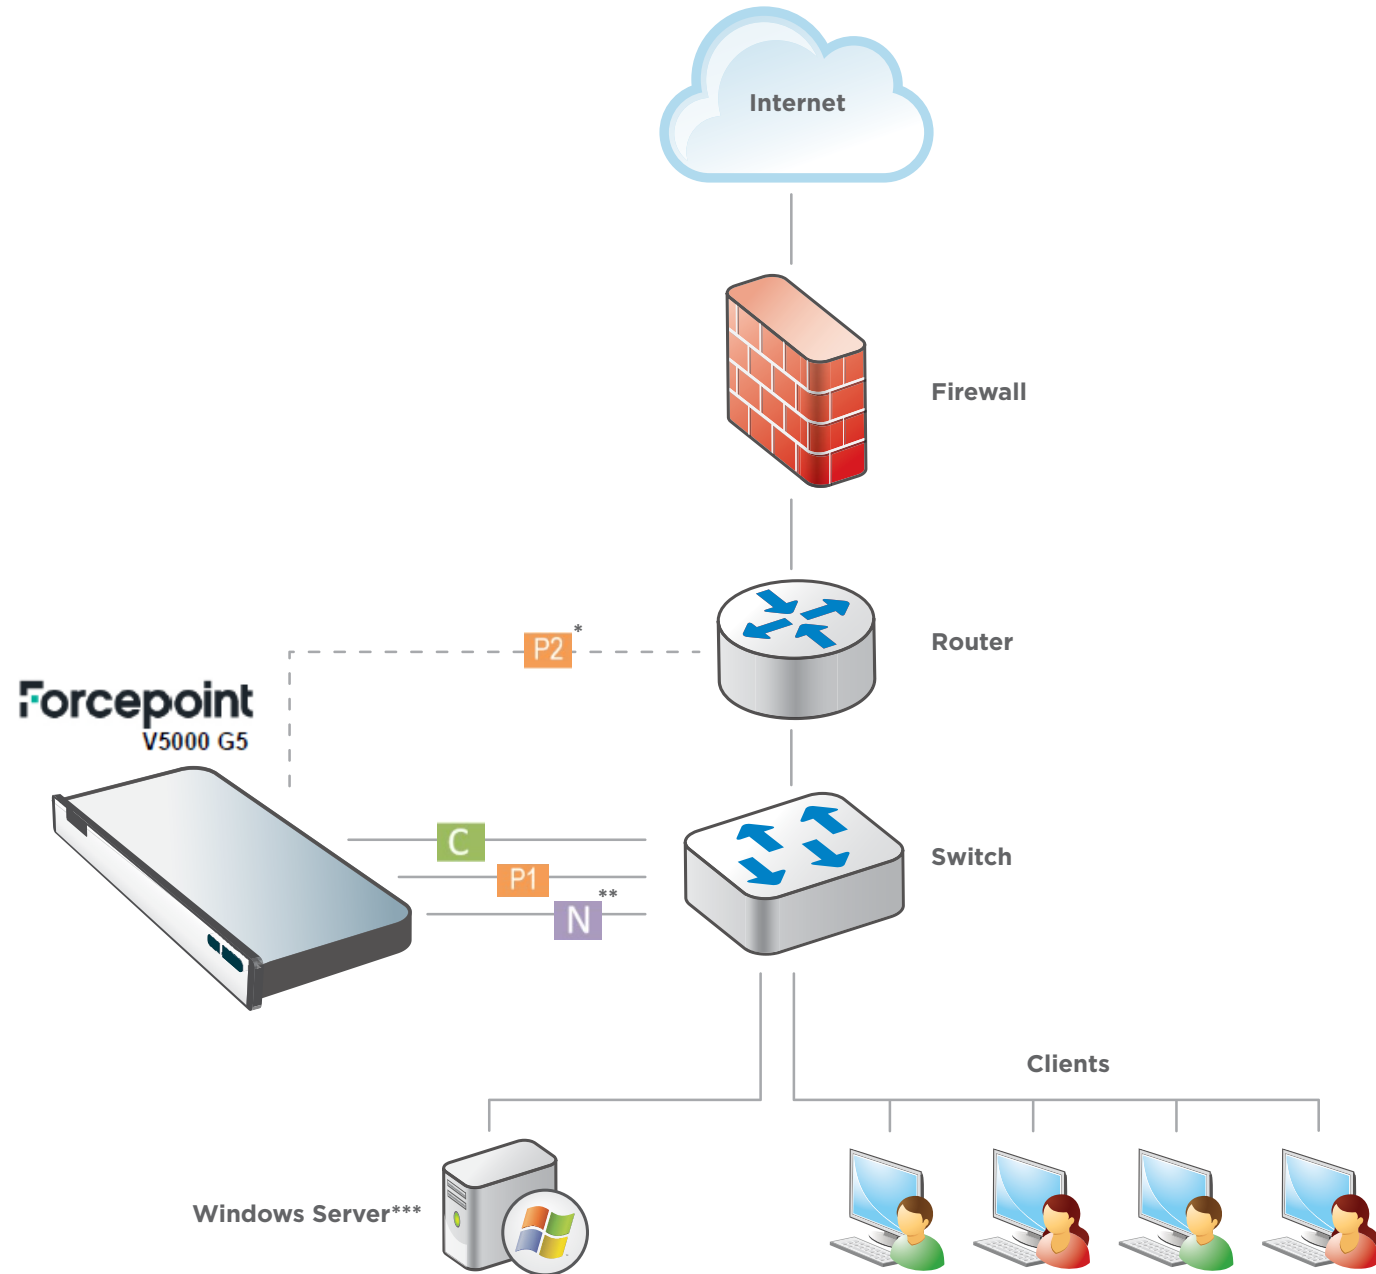 Internet
Firewall
P2*
Router
Forcepoint
V5000 G5
C
Switch
P1
N**
Clients
Windows Server***